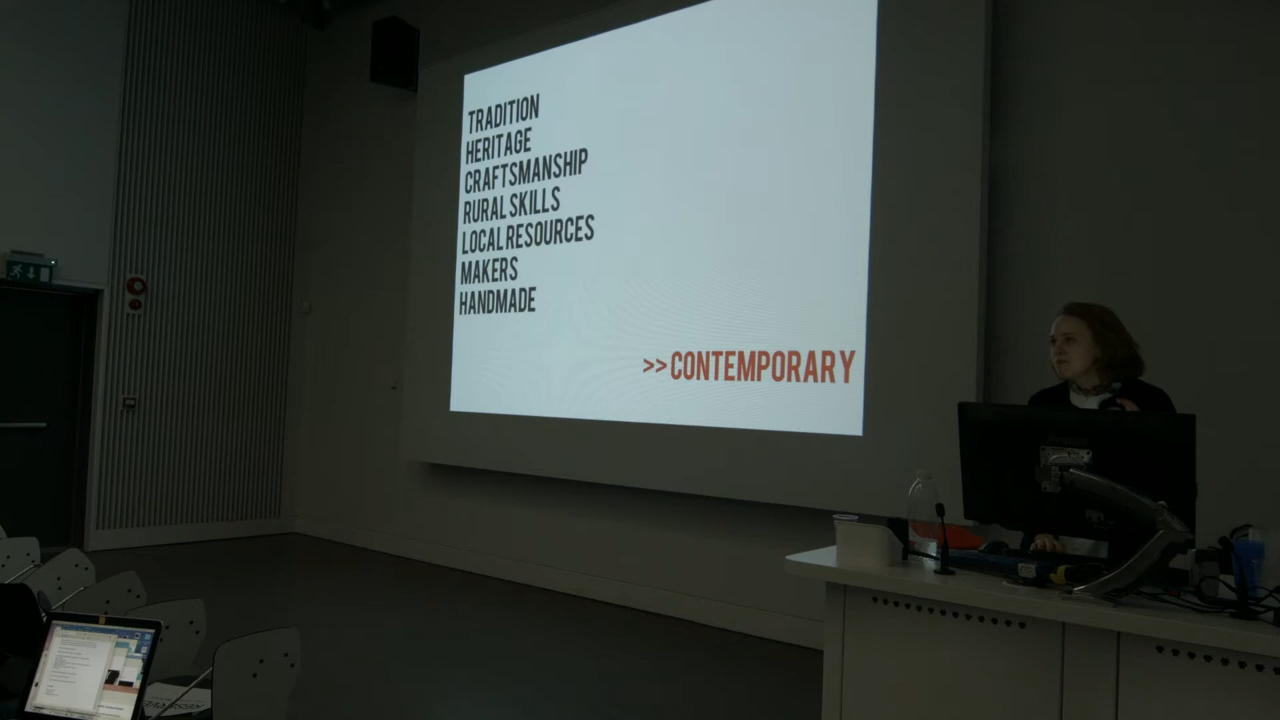 TRADITION
HERITAGE
CRAFTSMANSHIP
RURAL SKILLS
LOCAL RESOURCES
MAKERS
HANDMADE
>> CONTEMPORARY